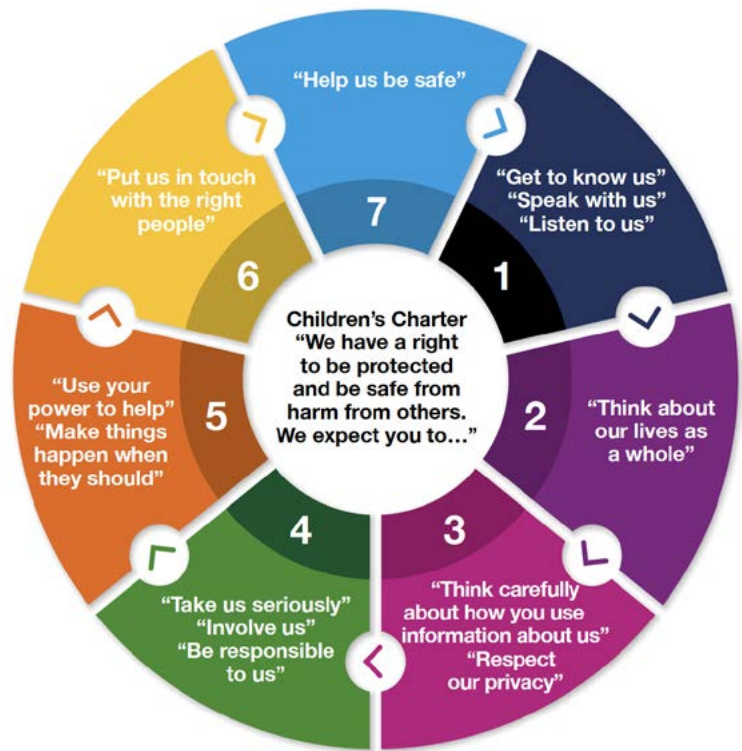 Children’s Charter
“We have a right
to be protected
and be safe from
harm from others.
We expect you to…”
1
“Get to know us”
“Speak with us”
“Listen to us”
2
“Think about
our lives as
a whole”
3
“Think carefully
about how you use
information about us”
“Respect
our privacy”
4
“Take us seriously”
“Involve us”
“Be responsible
to us”
5
“Use your
power to help”
“Make things
happen when
they should”
6
“Put us in touch
with the right
people”
7
“Help us be safe”